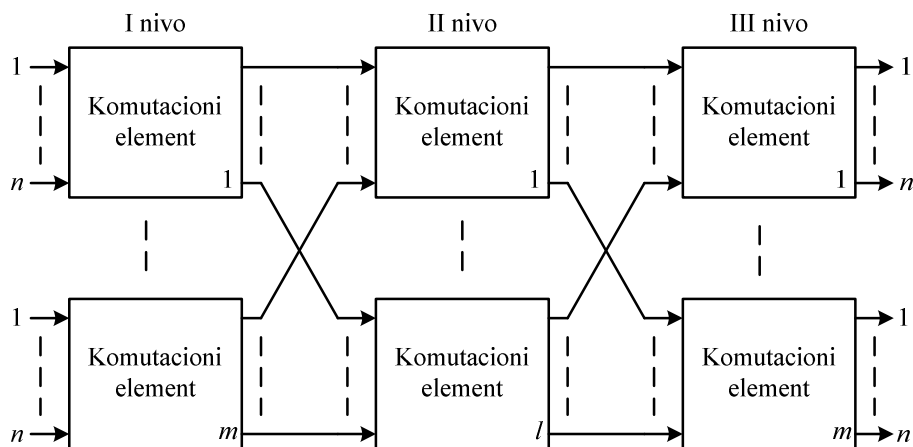 I nivo II nivo III nivo
1 1
Komutacioni element Komutacioni element Komutacioni element
n 1 1 1 n
1 1
Komutacioni element Komutacioni element Komutacioni element
n m l m n